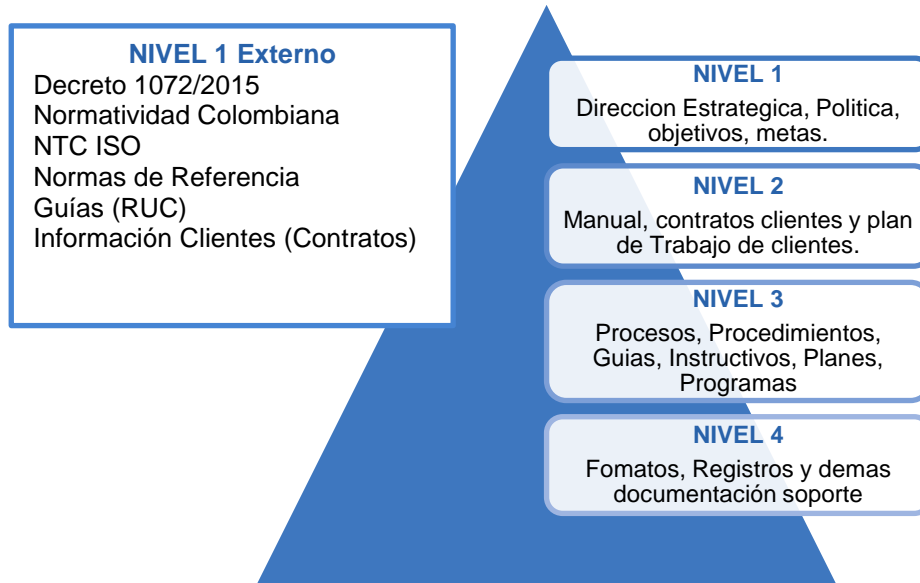 NIVEL 1 Externo
Decreto 1072/2015
Normatividad Colombiana
NTC ISO
Normas de Referencia
Guías (RUC)
Información Clientes (Contratos)
NIVEL 1
Direccion Estrategica, Politica,
objetivos, metas.
NIVEL 2
Manual, contratos clientes y plan
de Trabajo de clientes.
NIVEL 3
Procesos, Procedimientos,
Guias, Instructivos, Planes,
Programas
NIVEL 4
Fomatos, Registros y demas
documentación soporte